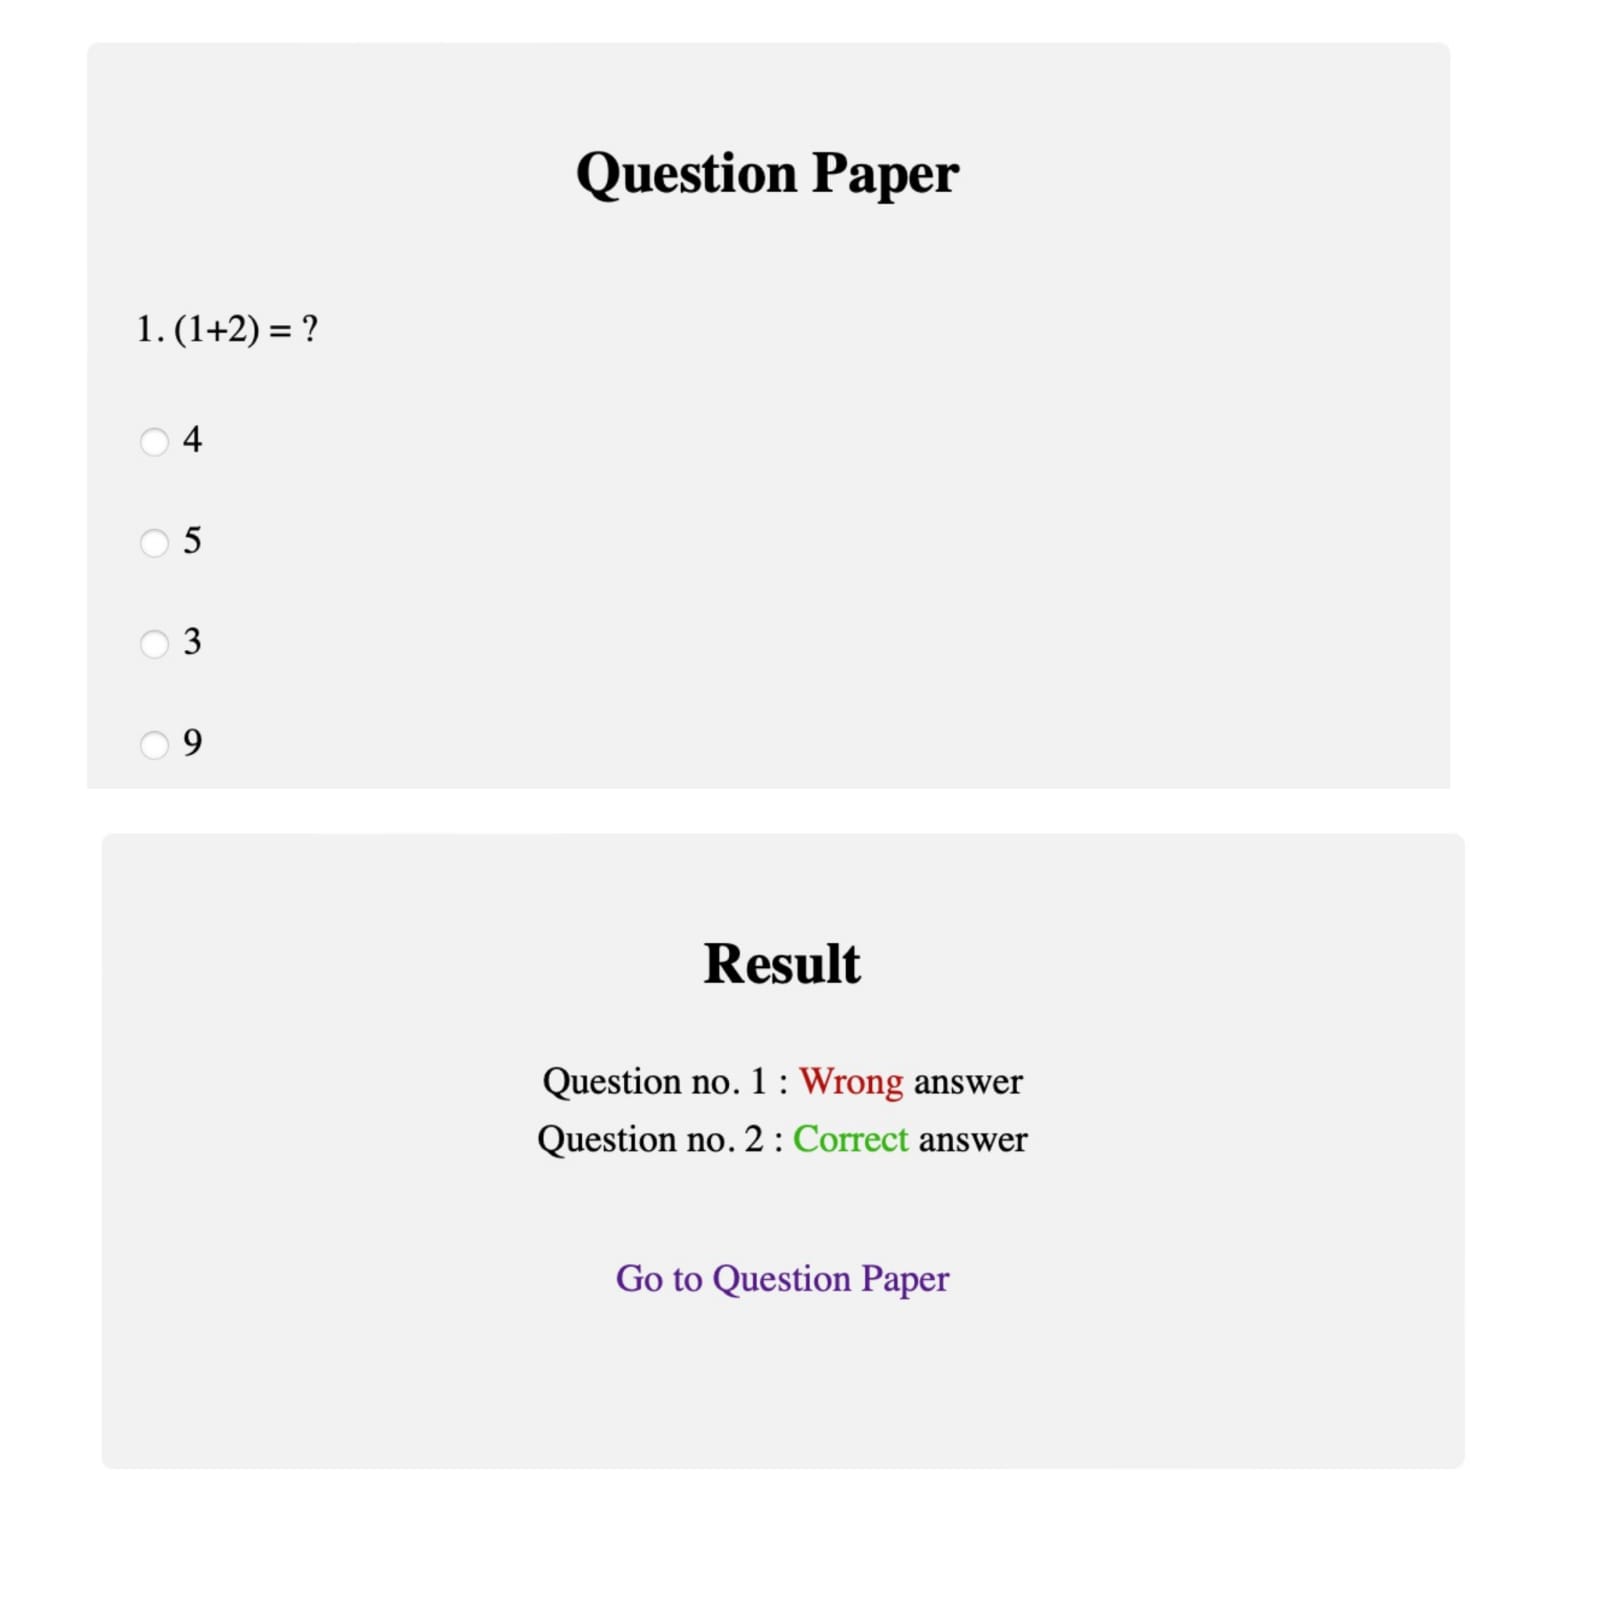 Question Paper
1. (1+2) = ?
4
5
3
9
Result
Question no. 1 : Wrong answer
Question no. 2 : Correct answer
Go to Question Paper